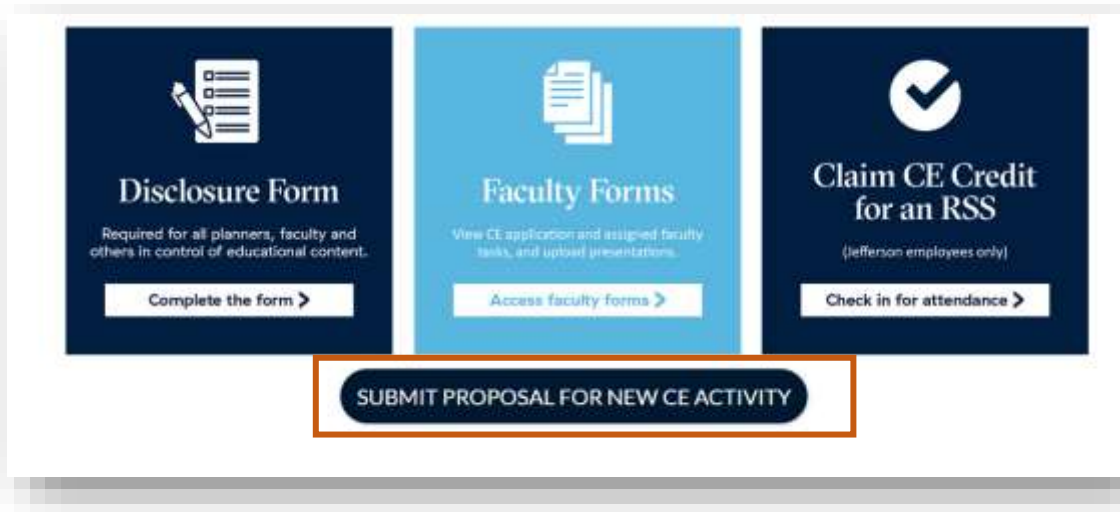 Disclosure Form
Required for all planners, faculty and
others in control of educational content.
Complete the form >
Faculty Forms
View CE application and assigned faculty
tasks, and upload presentations.
Access faculty forms >
Claim CE Credit
for an RSS
(Jefferson employees only)
Check in for attendance >
SUBMIT PROPOSAL FOR NEW CE ACTIVITY